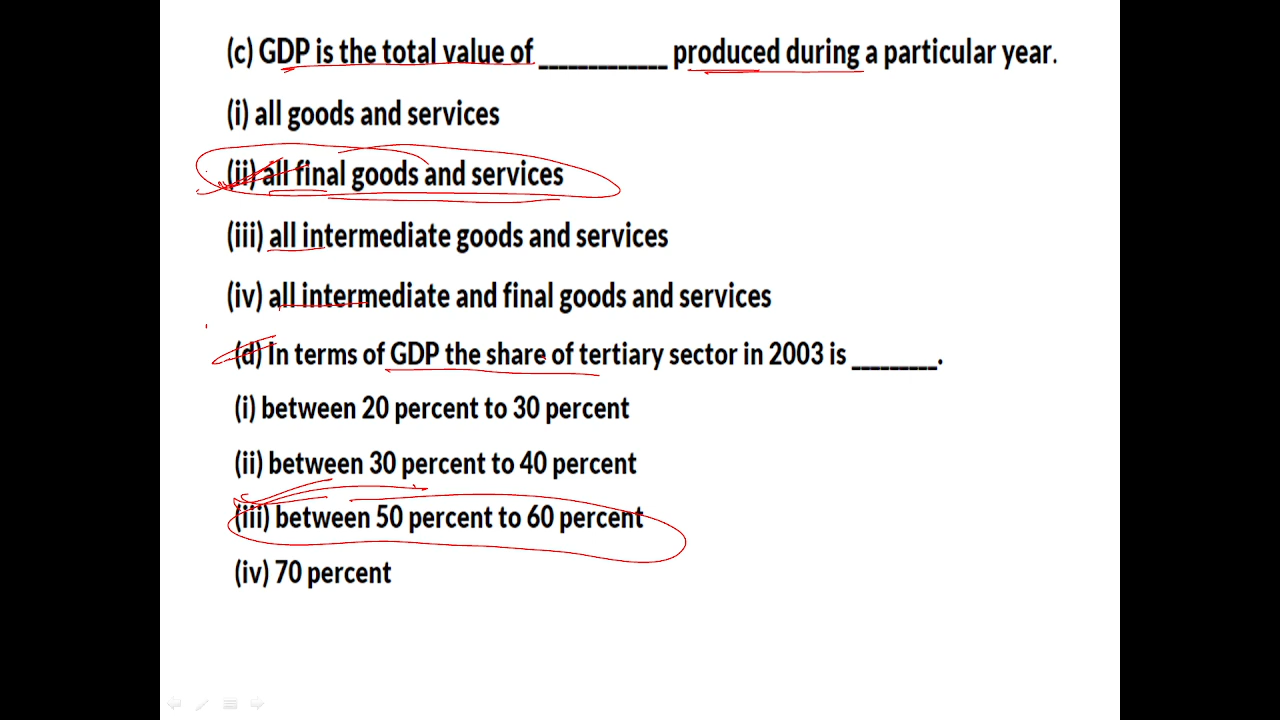 (c) GDP is the total value of _____________ produced during a particular year.
(i) all goods and services
(ii) all final goods and services
(iii) all intermediate goods and services
(iv) all intermediate and final goods and services
(d) In terms of GDP the share of tertiary sector in 2003 is _________.
(i) between 20 percent to 30 percent
(ii) between 30 percent to 40 percent
(iii) between 50 percent to 60 percent
(iv) 70 percent